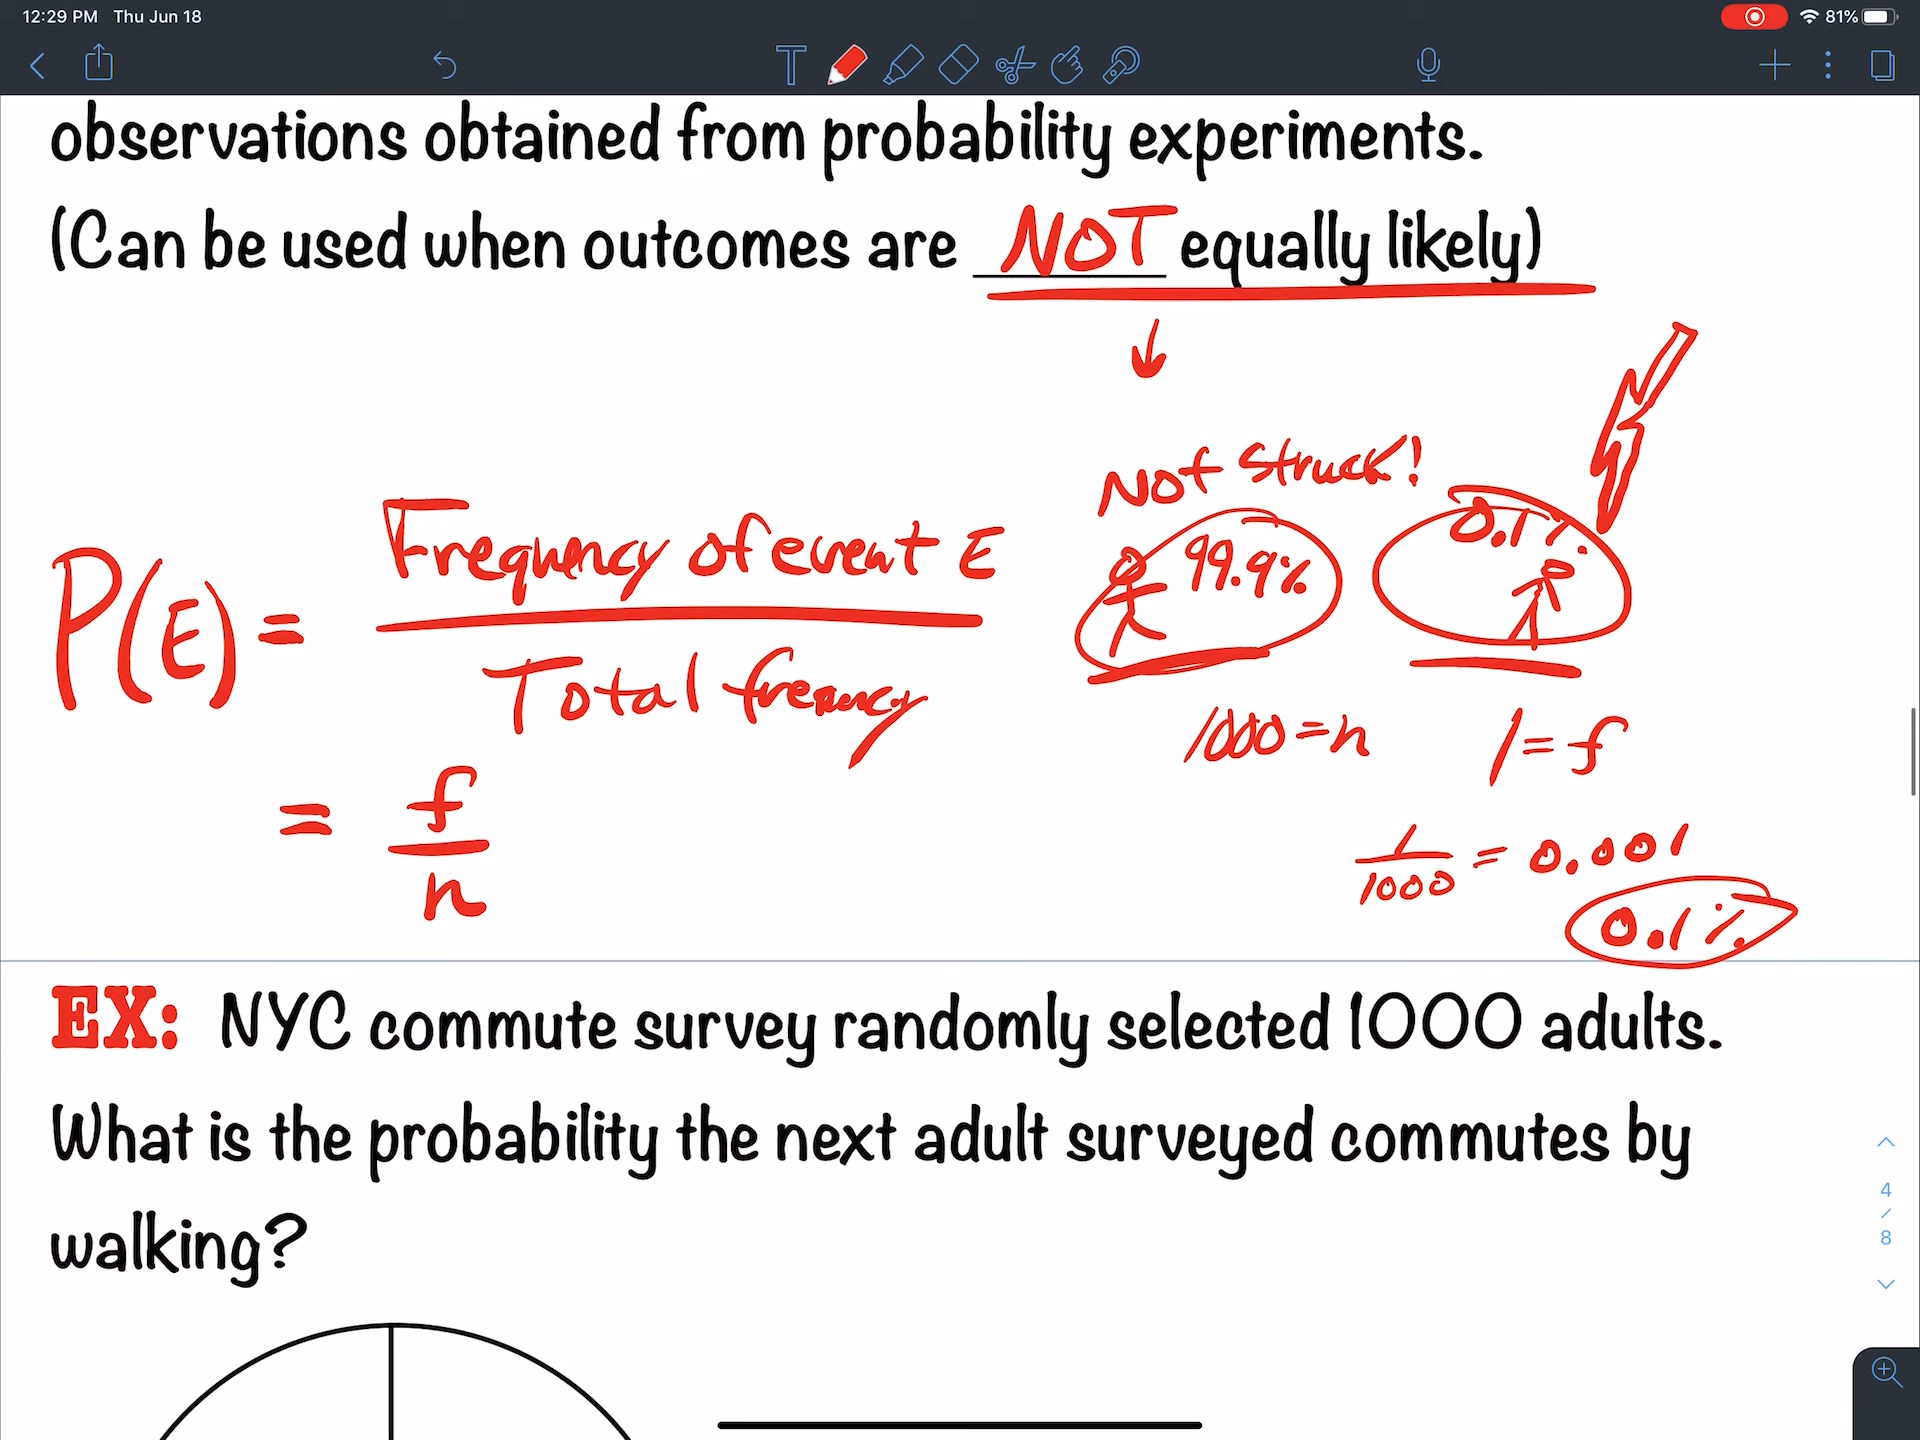 12:29 PM Thu Jun 18
81%
T
observations obtained from probability experiments.
(Can be used when outcomes are NOT equally likely)
Not Struck!
99.9%
0.1%
P(E) = Frequency of event E
Total frequency
1000 = n
1 = f
= f
n
1
1000 = 0.001
0.1%
EX: NYC commute survey randomly selected 1000 adults.
What is the probability the next adult surveyed commutes by
walking?
4
/
8